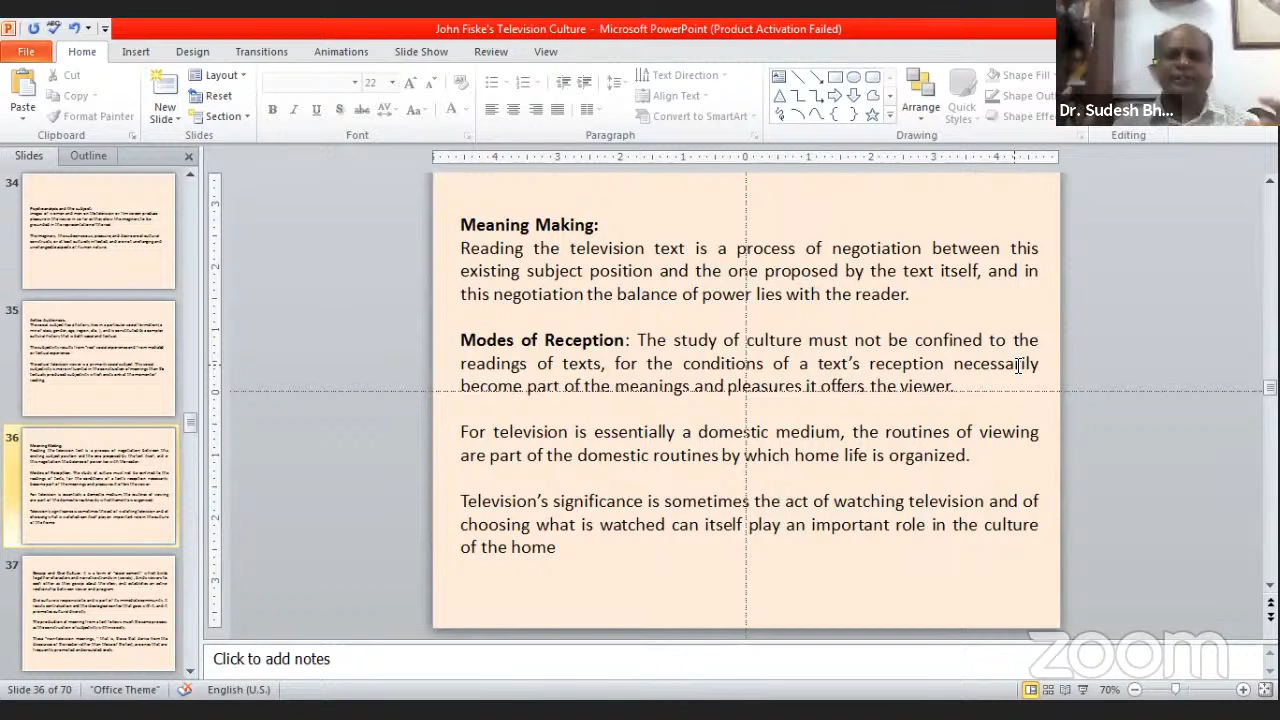 John Fiske's Television Culture - Microsoft PowerPoint (Product Activation Failed)
File Home Insert Design Transitions Animations Slide Show Review View
Paste
Cut
Copy
Format Painter
Clipboard
New Slide
Layout
Reset
Section
Slides
22
Font
Text Direction
Align Text
Convert to SmartArt
Paragraph
Arrange
Quick Styles
Shape Fill
Shape Outl
Shape Effe
Drawing
Editing
Dr. Sudesh Bh...
Slides Outline
34
35
36
37
Meaning Making:
Reading the television text is a process of negotiation between this
existing subject position and the one proposed by the text itself, and in
this negotiation the balance of power lies with the reader.
Modes of Reception: The study of culture must not be confined to the
readings of texts, for the conditions of a text's reception necessarily
become part of the meanings and pleasures it offers the viewer.
For television is essentially a domestic medium, the routines of viewing
are part of the domestic routines by which home life is organized.
Television's significance is sometimes the act of watching television and of
choosing what is watched can itself play an important role in the culture
of the home
zoom
Click to add notes
Slide 36 of 70 "Office Theme" English (U.S.) 70%